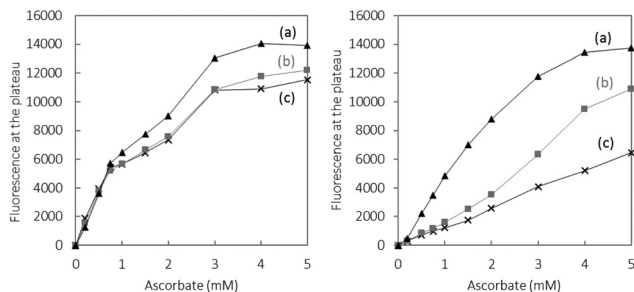 16000
14000
12000
10000
8000
6000
4000
2000
0
Fluorescence at the plateau
(a)
(b)
(c)
0 1 2 3 4 5
Ascorbate (mM)
16000
14000
12000
10000
8000
6000
4000
2000
0
Fluorescence at the plateau
(a)
(b)
(c)
0 1 2 3 4 5
Ascorbate (mM)